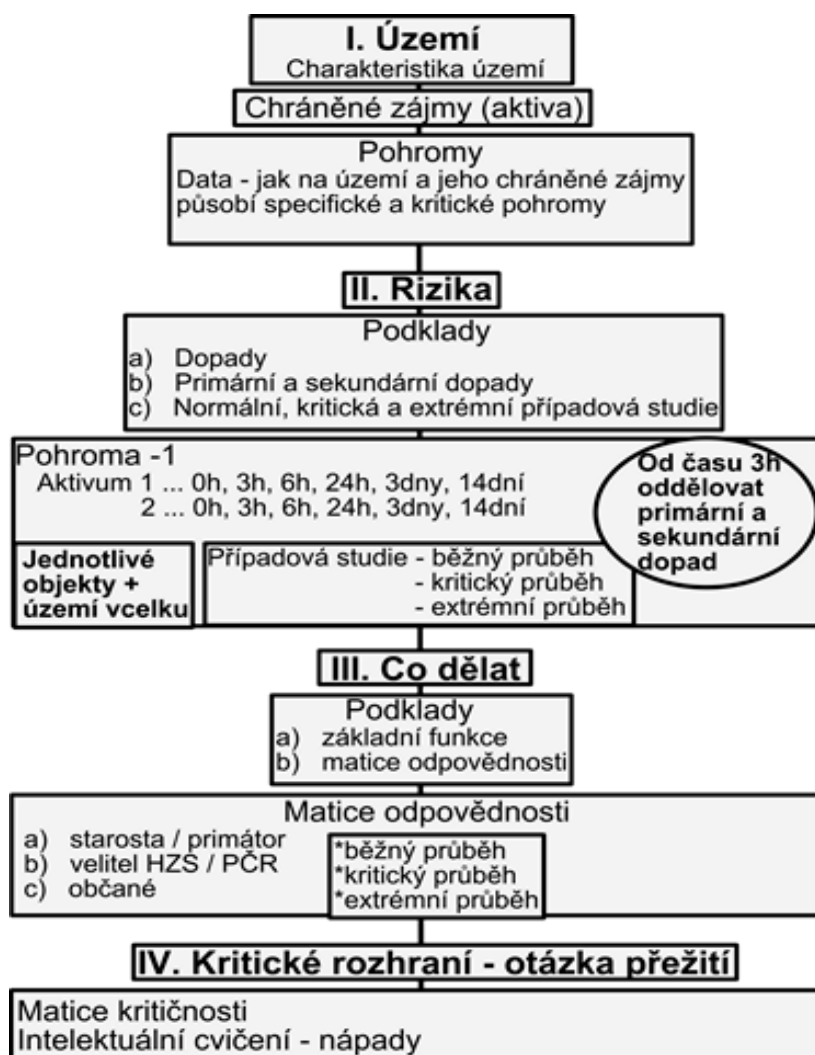 I. Území
Charakteristika území
Chráněné zájmy (aktiva)
Pohromy
Data - jak na území a jeho chráněné zájmy
působí specifické a kritické pohromy
II. Rizika
Podklady
a) Dopady
b) Primární a sekundární dopady
c) Normální, kritická a extrémní případová studie
Pohroma -1
Aktivum 1 ... 0h, 3h, 6h, 24h, 3dny, 14dní
2 ... 0h, 3h, 6h, 24h, 3dny, 14dní
Od času 3h
oddělovat
primární a
sekundární
dopad
Jednotlivé
objekty +
území vcelku
Případová studie - běžný průběh
- kritický průběh
- extrémní průběh
III. Co dělat
Podklady
a) základní funkce
b) matice odpovědnosti
Matice odpovědnosti
a) starosta / primátor
b) velitel HZS / PČR
c) občané
*běžný průběh
*kritický průběh
*extrémní průběh
IV. Kritické rozhraní - otázka přežití
Matice kritičnosti
Intelektuální cvičení - nápady